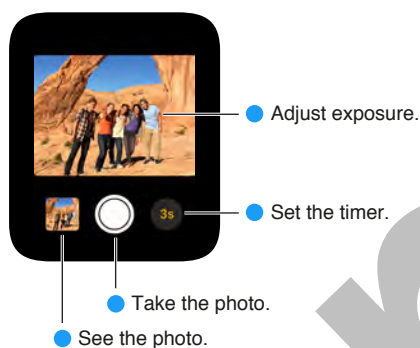 Adjust exposure.
3s
Set the timer.
Take the photo.
See the photo.